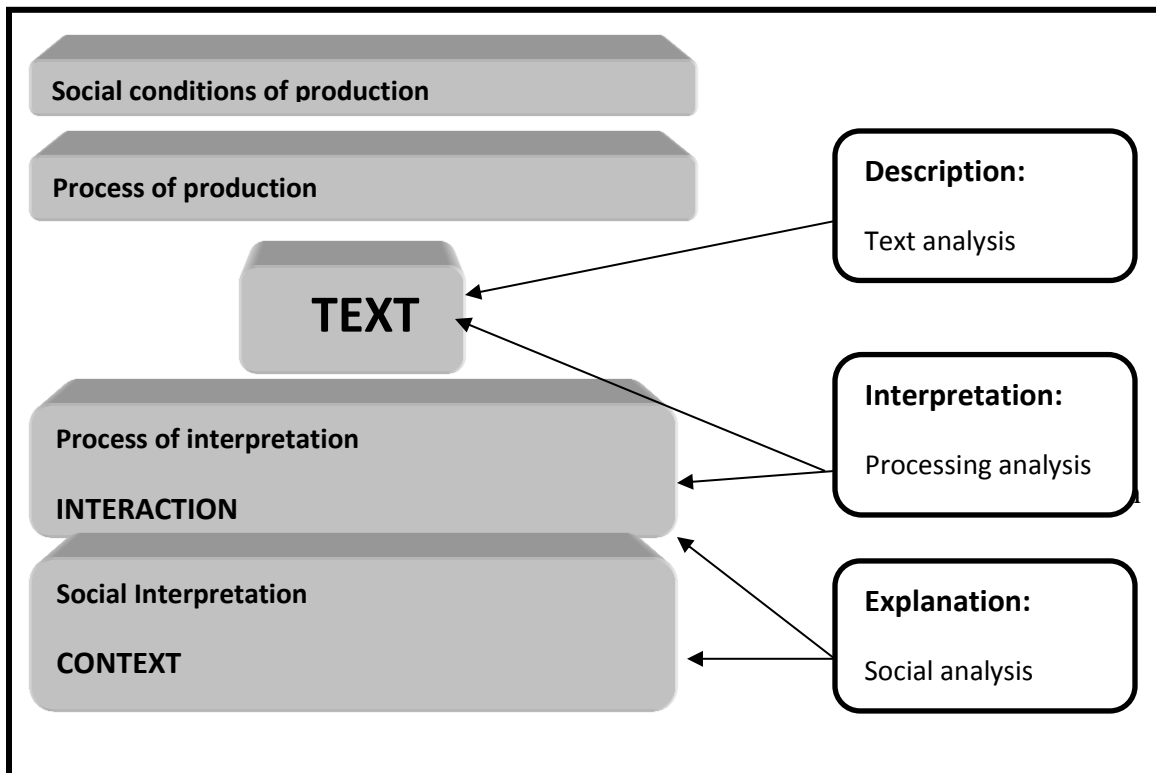 Social conditions of production
Process of production
TEXT
Process of interpretation
INTERACTION
Social Interpretation
CONTEXT
Description:
Text analysis
Interpretation:
Processing analysis
Explanation:
Social analysis